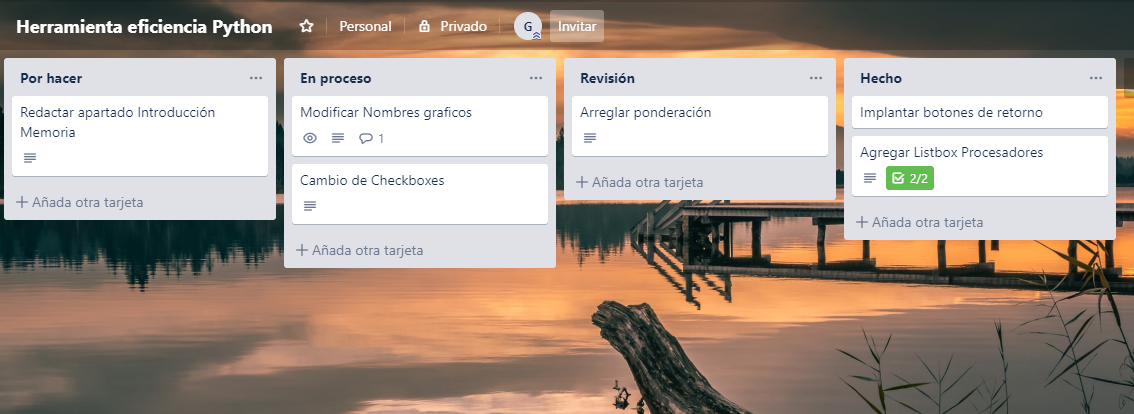 Herramienta eficiencia Python
Personal
Privado
G
Invitar
Por hacer
Redactar apartado Introducción
Memoria
Añada otra tarjeta
En proceso
Modificar Nombres graficos
1
Cambio de Checkboxes
Añada otra tarjeta
Revisión
Arreglar ponderación
Añada otra tarjeta
Hecho
Implantar botones de retorno
Agregar Listbox Procesadores
2/2
Añada otra tarjeta